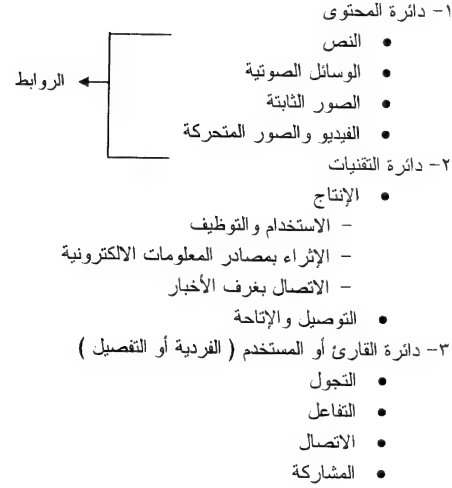 ١- دائرة المحتوى
• النص
• الوسائل الصوتية
الروابط
• الصور الثابتة
• الفيديو والصور المتحركة
٢- دائرة التقنيات
• الإنتاج
- الاستخدام والتوظيف
- الإثراء بمصادر المعلومات الالكترونية
- الاتصال بغرف الأخبار
• التوصيل والإتاحة
٣- دائرة القارئ أو المستخدم ( الفردية أو التفصيل )
• التجول
• التفاعل
• الاتصال
• المشاركة